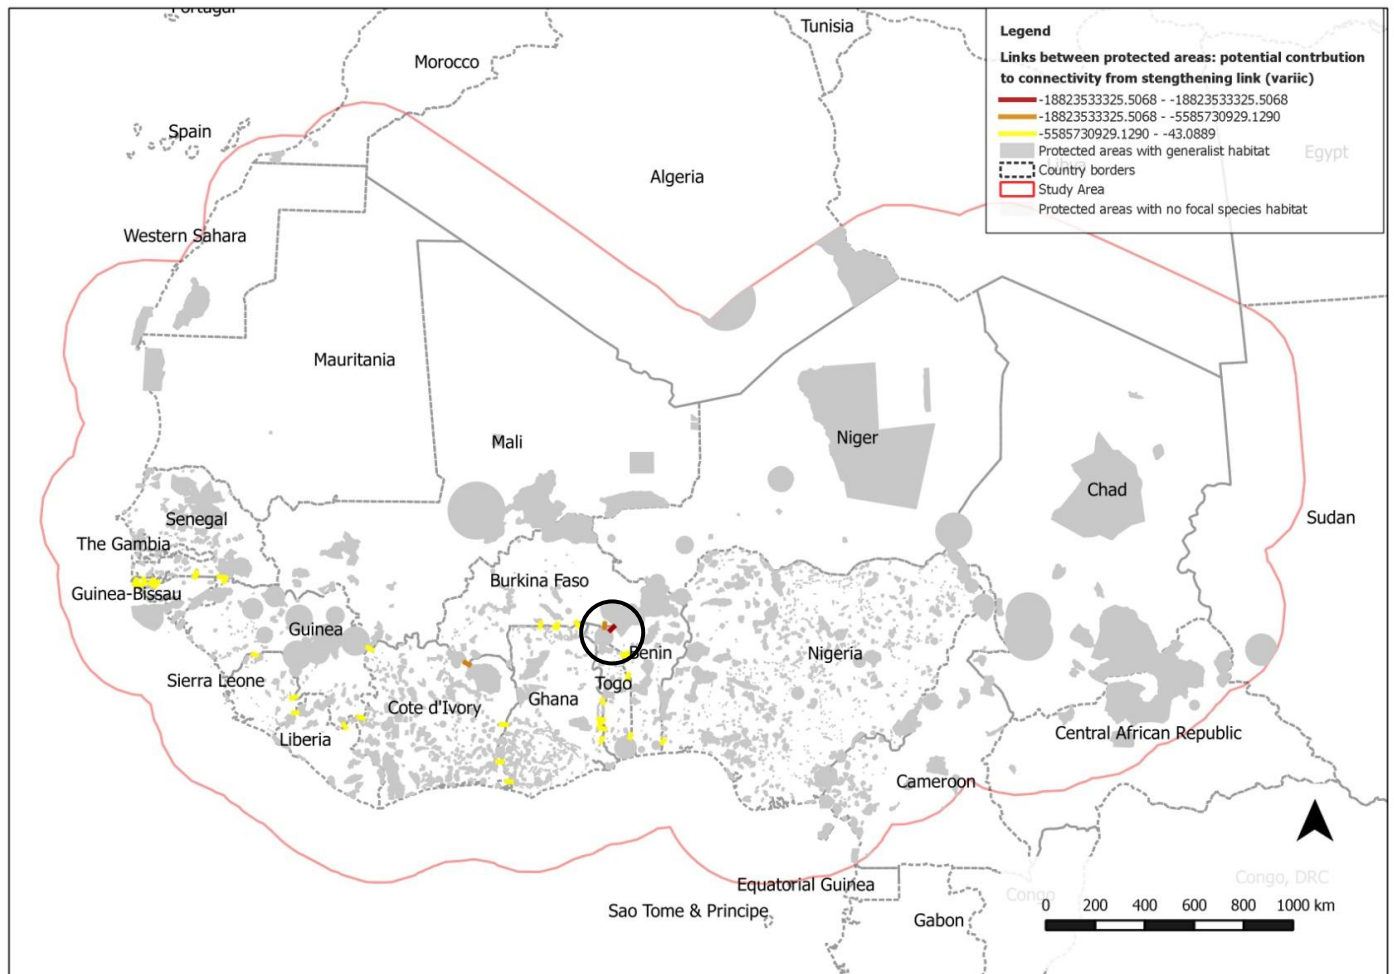 Portugal
Tunisia
Morocco
Spain
Algeria
Libya
Egypt
Western Sahara
Mauritania
Mali
Niger
Chad
Sudan
Senegal
The Gambia
Guinea-Bissau
Burkina Faso
Guinea
Benin
Nigeria
Sierra Leone
Togo
Ghana
Cote d'Ivory
Liberia
Central African Republic
Cameroon
Equatorial Guinea
Congo, DRC
Congo
Sao Tome & Principe
Gabon
Legend
Links between protected areas: potential contrbution
to connectivity from stengthening link (variic)
-18823533325.5068 - -18823533325.5068
-18823533325.5068 - -5585730929.1290
-5585730929.1290 - -43.0889
Protected areas with generalist habitat
Country borders
Study Area
Protected areas with no focal species habitat
0 200 400 600 800 1000 km